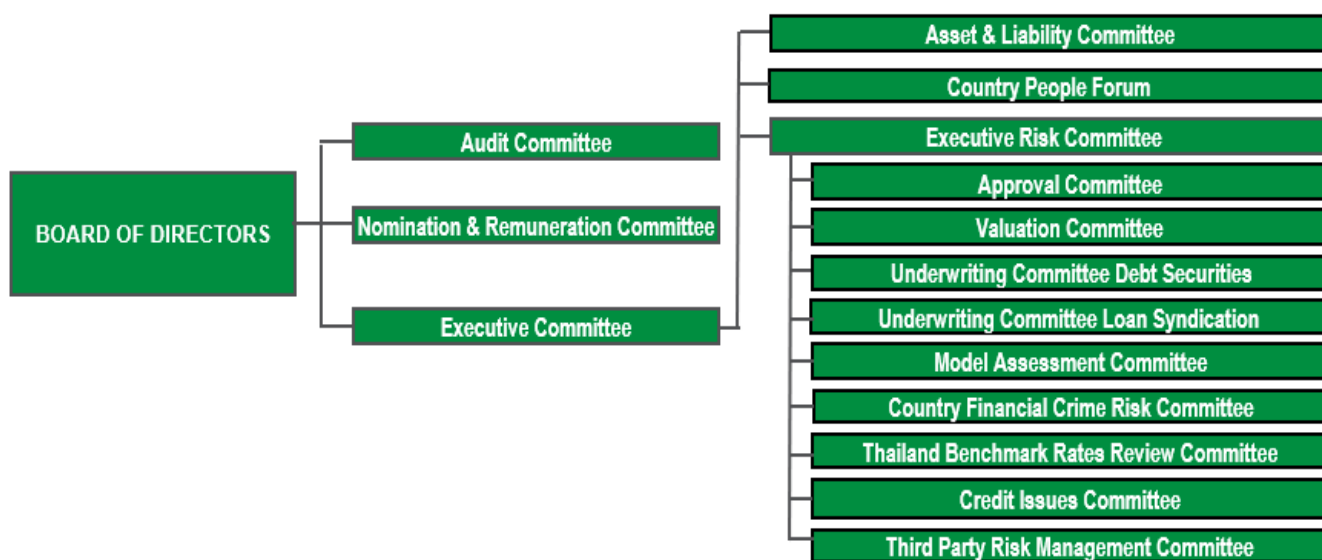 BOARD OF DIRECTORS
Audit Committee
Nomination & Remuneration Committee
Executive Committee
Asset & Liability Committee
Country People Forum
Executive Risk Committee
Approval Committee
Valuation Committee
Underwriting Committee Debt Securities
Underwriting Committee Loan Syndication
Model Assessment Committee
Country Financial Crime Risk Committee
Thailand Benchmark Rates Review Committee
Credit Issues Committee
Third Party Risk Management Committee